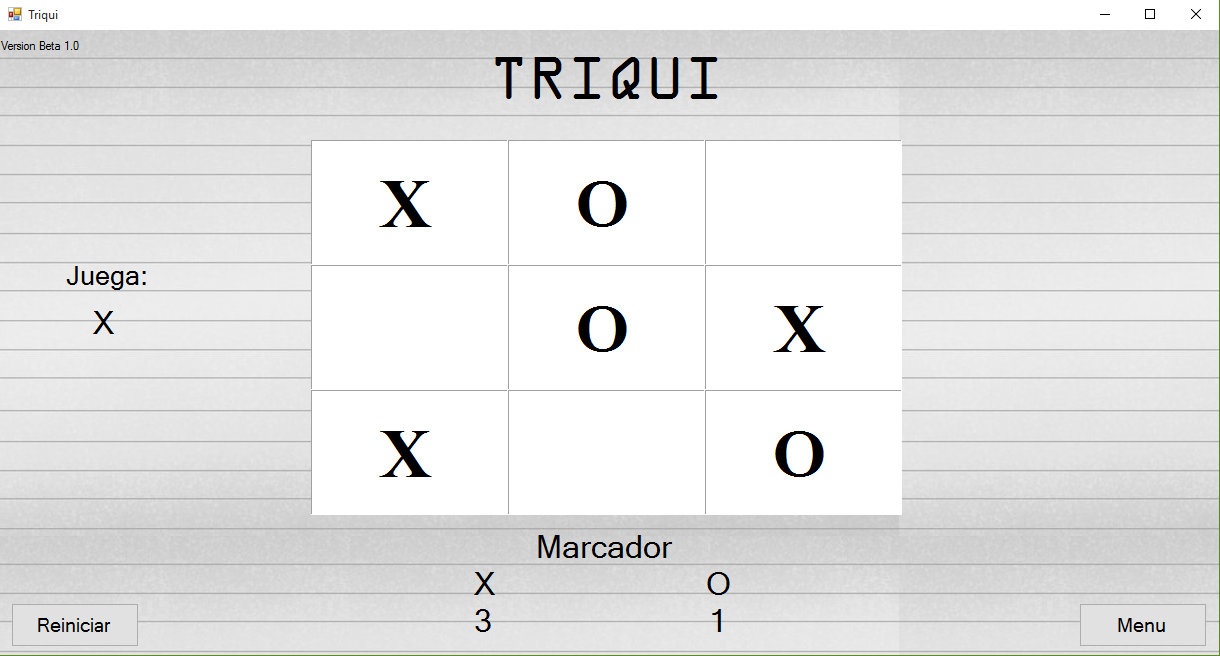 Triqui
Version Beta 1.0
TRIQUI
X O
Juega:
O X
X
X O
Marcador
X O
3 1
Reiniciar Menu